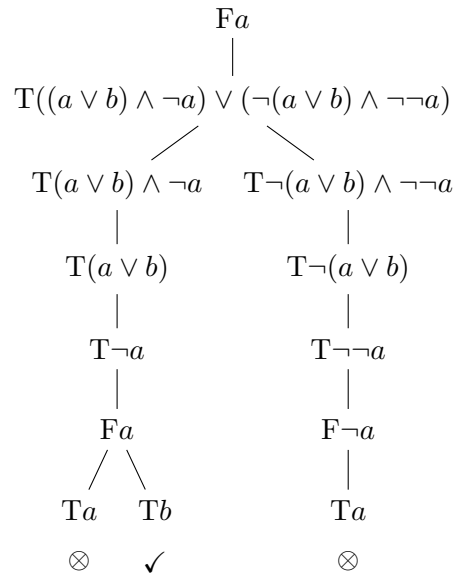 Fa
T((a ∨ b) ∧ ¬a) ∨ (¬(a ∨ b) ∧ ¬¬a)
T(a ∨ b) ∧ ¬a T¬(a ∨ b) ∧ ¬¬a
T(a ∨ b) T¬(a ∨ b)
T¬a T¬¬a
Fa F¬a
Ta Tb Ta
⊗ ✓ ⊗